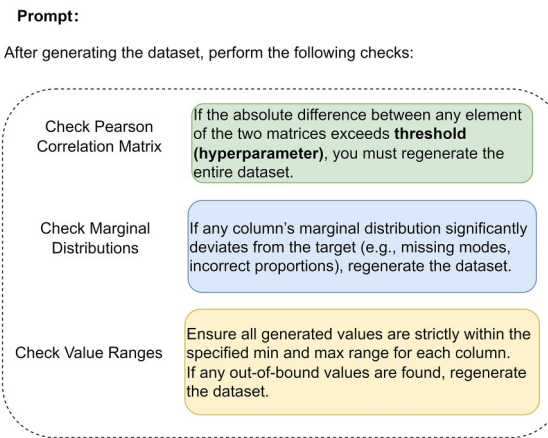 Prompt:
After generating the dataset, perform the following checks:
Check Pearson
Correlation Matrix
If the absolute difference between any element
of the two matrices exceeds threshold
(hyperparameter), you must regenerate the
entire dataset.
Check Marginal
Distributions
If any column's marginal distribution significantly
deviates from the target (e.g., missing modes,
incorrect proportions), regenerate the dataset.
Check Value Ranges
Ensure all generated values are strictly within the
specified min and max range for each column.
If any out-of-bound values are found, regenerate
the dataset.